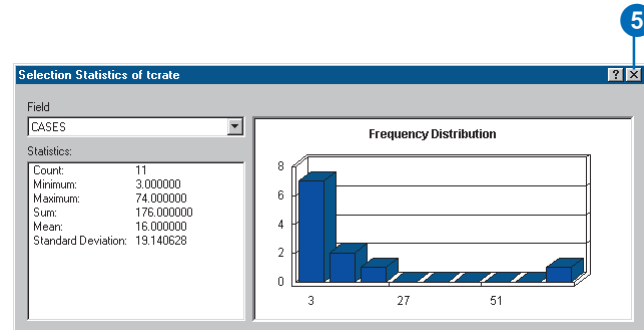 5
Selection Statistics of tcrate
? X
Field
CASES
Statistics:
Count: 11
Minimum: 3.000000
Maximum: 74.000000
Sum: 176.000000
Mean: 16.000000
Standard Deviation: 19.140628
Frequency Distribution
8
6
4
2
0
3 27 51